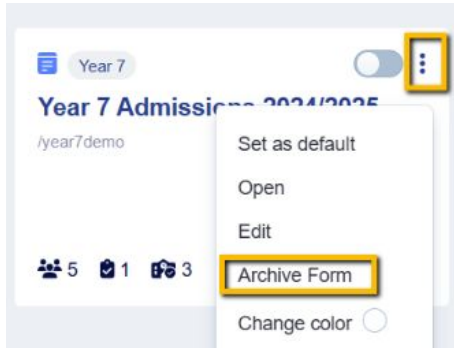 Year 7
Year 7 Admissions 2024/2025
/year7demo
Set as default
Open
Edit
5 1 3
Archive Form
Change color